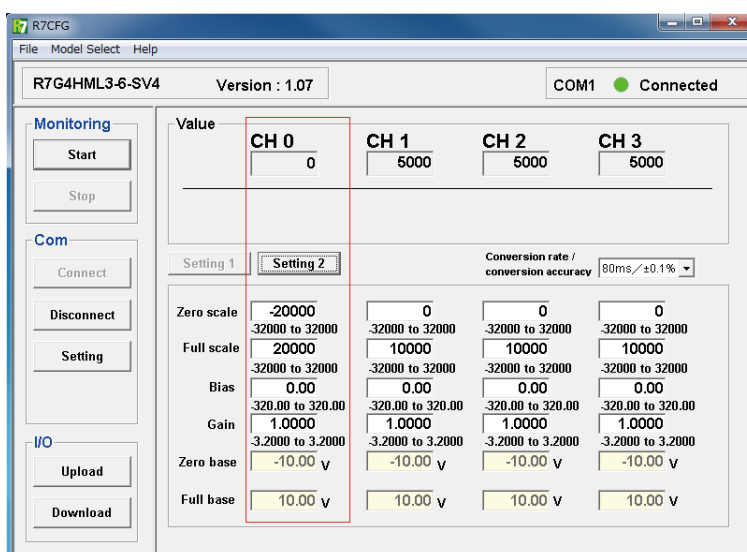 R7 R7CFG
File Model Select Help
R7G4HML3-6-SV4 Version : 1.07 COM1 Connected
Monitoring
Start
Stop
Com
Connect
Disconnect
Setting
I/O
Upload
Download
Value
CH 0 CH 1 CH 2 CH 3
0 5000 5000 5000
Setting 1 Setting 2 Conversion rate /
conversion accuracy 80ms／±0.1%
Zero scale -20000 0 0 0
-32000 to 32000 -32000 to 32000 -32000 to 32000 -32000 to 32000
Full scale 20000 10000 10000 10000
-32000 to 32000 -32000 to 32000 -32000 to 32000 -32000 to 32000
Bias 0.00 0.00 0.00 0.00
-320.00 to 320.00 -320.00 to 320.00 -320.00 to 320.00 -320.00 to 320.00
Gain 1.0000 1.0000 1.0000 1.0000
-3.2000 to 3.2000 -3.2000 to 3.2000 -3.2000 to 3.2000 -3.2000 to 3.2000
Zero base -10.00 V -10.00 V -10.00 V -10.00 V
Full base 10.00 V 10.00 V 10.00 V 10.00 V